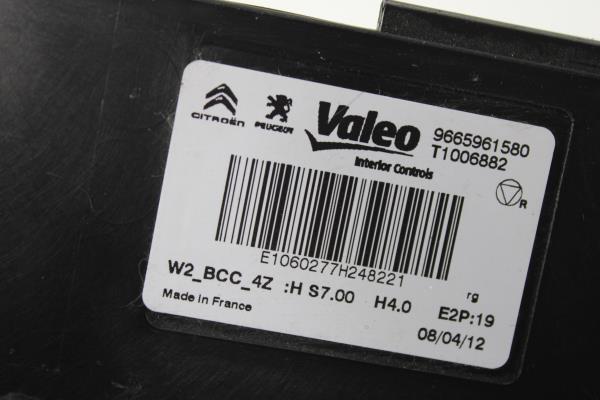 CITROËN PEUGEOT Valeo 9665961580
T1006882
Interior Controls
R
E1060277H248221
W2_BCC_4Z :H S7.00 H4.0 rg
E2P:19
Made in France
08/04/12